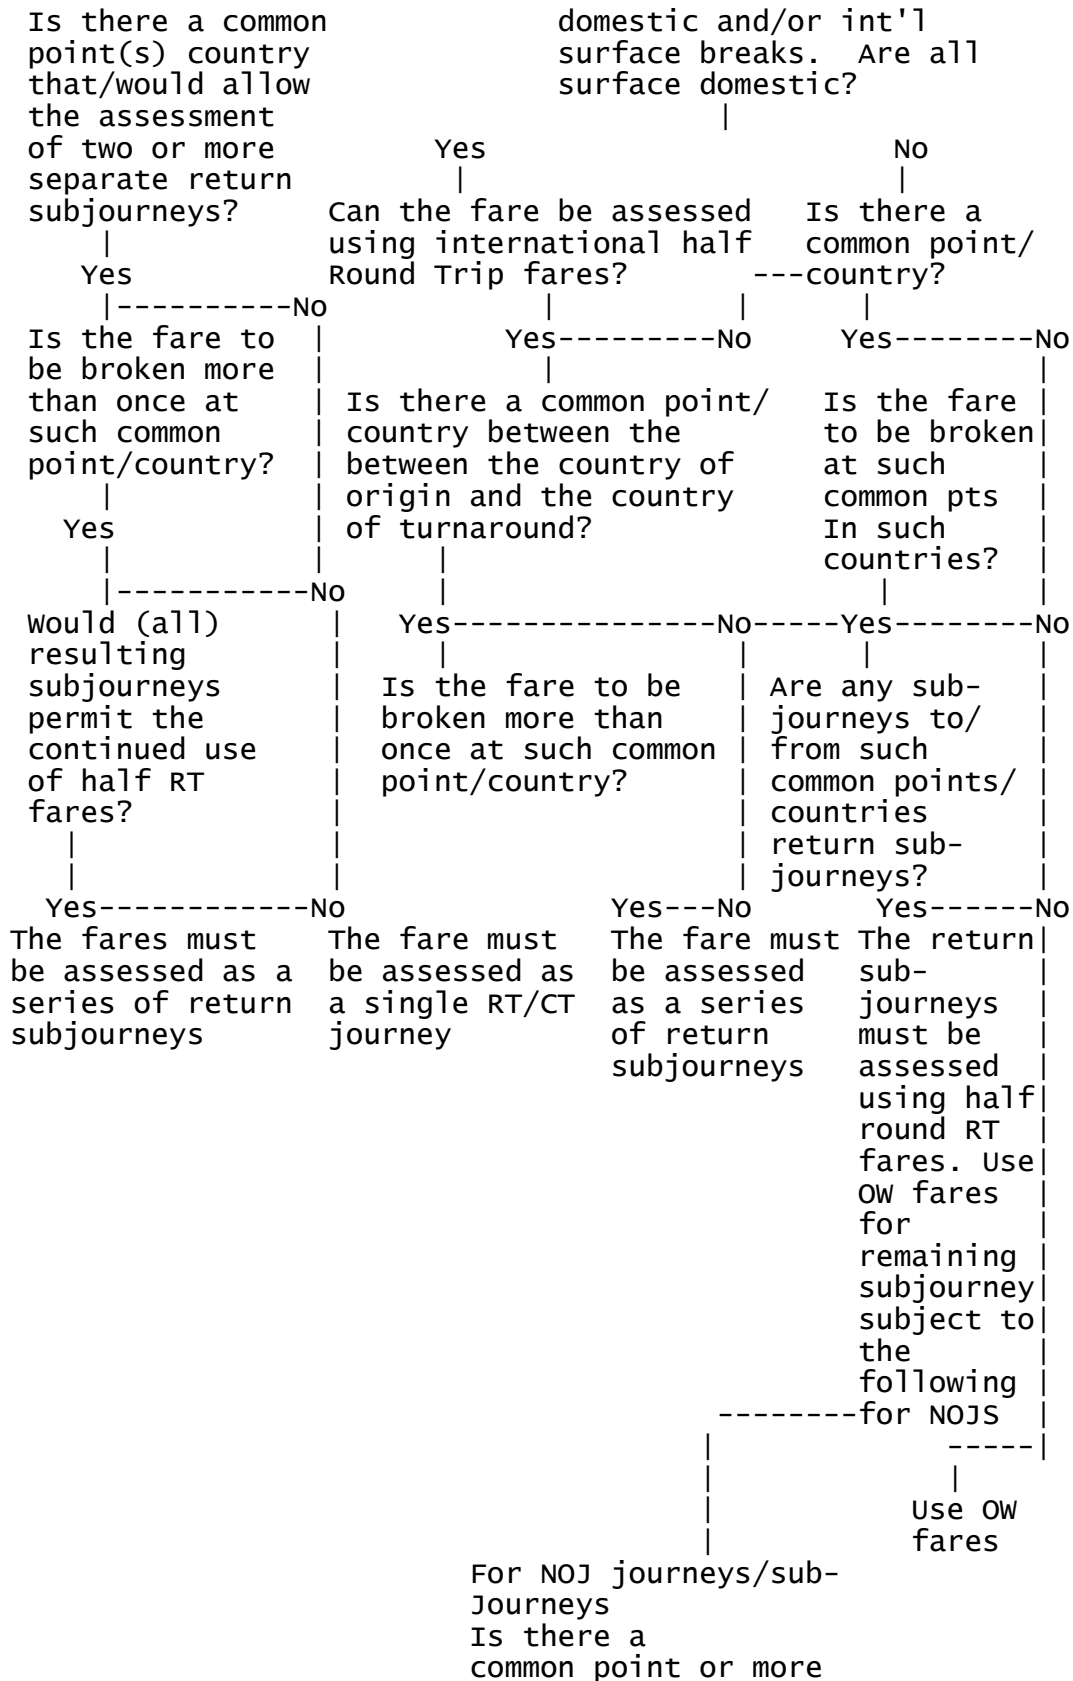 Is there a common domestic and/or int'l
point(s) country surface breaks. Are all
that/would allow surface domestic?
the assessment |
of two or more Yes No
separate return | |
subjourneys? Can the fare be assessed Is there a
| using international half common point/
Yes Round Trip fares? ---country?
|----------No | | |
Is the fare to | Yes---------No Yes--------No
be broken more | | |
than once at | Is there a common point/ Is the fare |
such common | country between the to be broken|
point/country? | between the country of at such |
| | origin and the country common pts |
Yes | of turnaround? In such |
| | | countries? |
|-----------No | | |
Would (all) | Yes---------------No-----Yes--------No
resulting | | | | |
subjourneys | Is the fare to be | Are any sub- |
permit the | broken more than | journeys to/ |
continued use | once at such common | from such |
of half RT | point/country? | common points/ |
fares? | | countries |
| | | return sub- |
| | | journeys? |
Yes------------No Yes---No Yes------No
The fares must The fare must The fare must The return|
be assessed as a be assessed as be assessed sub- |
series of return a single RT/CT as a series journeys |
subjourneys journey of return must be |
subjourneys assessed |
using half|
round RT |
fares. Use|
OW fares |
for |
remaining |
subjourney|
subject to|
the |
following |
--------for NOJS |
| -----|
| |
| Use OW
| fares
For NOJ journeys/sub-
Journeys
Is there a
common point or more